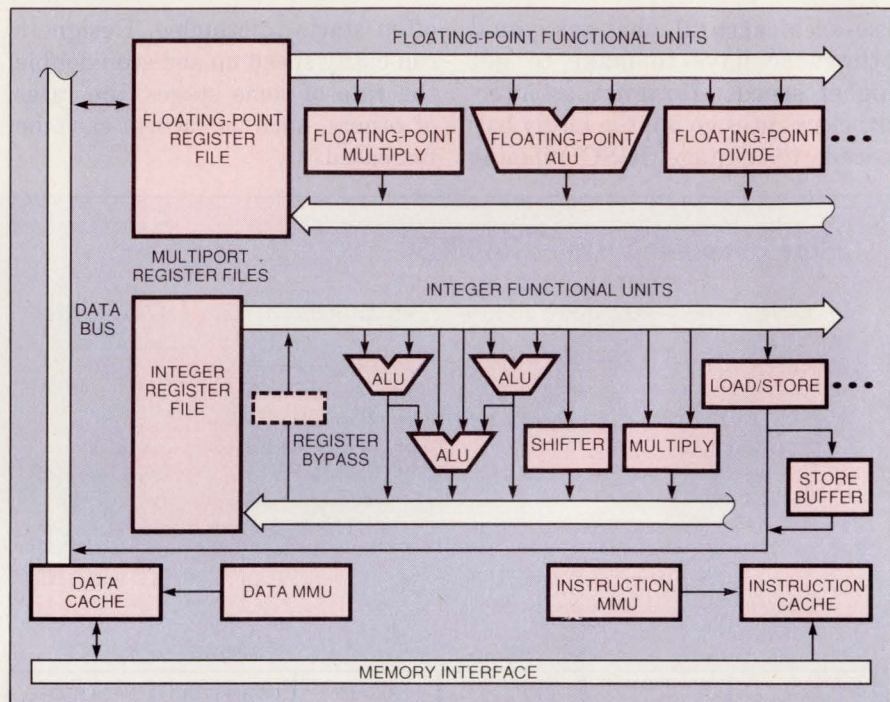 FLOATING-POINT FUNCTIONAL UNITS
FLOATING-POINT
REGISTER
FILE
FLOATING-POINT
MULTIPLY
FLOATING-POINT
ALU
FLOATING-POINT
DIVIDE
MULTIPORT
REGISTER FILES
DATA
BUS
INTEGER FUNCTIONAL UNITS
INTEGER
REGISTER
FILE
ALU
ALU
LOAD/STORE
REGISTER
BYPASS
ALU
SHIFTER
MULTIPLY
STORE
BUFFER
DATA
CACHE
DATA MMU
INSTRUCTION
MMU
INSTRUCTION
CACHE
MEMORY INTERFACE